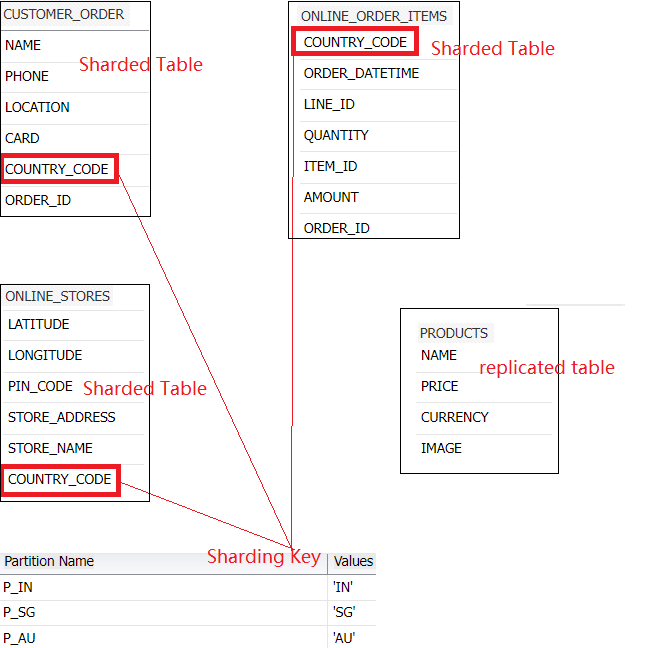 CUSTOMER_ORDER
NAME
Sharded Table
PHONE
LOCATION
CARD
COUNTRY_CODE
ORDER_ID
ONLINE_ORDER_ITEMS
COUNTRY_CODE
Sharded Table
ORDER_DATETIME
LINE_ID
QUANTITY
ITEM_ID
AMOUNT
ORDER_ID
ONLINE_STORES
LATITUDE
LONGITUDE
PIN_CODE
Sharded Table
STORE_ADDRESS
STORE_NAME
COUNTRY_CODE
PRODUCTS
NAME
replicated table
PRICE
CURRENCY
IMAGE
Sharding Key
Partition Name Values
P_IN 'IN'
P_SG 'SG'
P_AU 'AU'